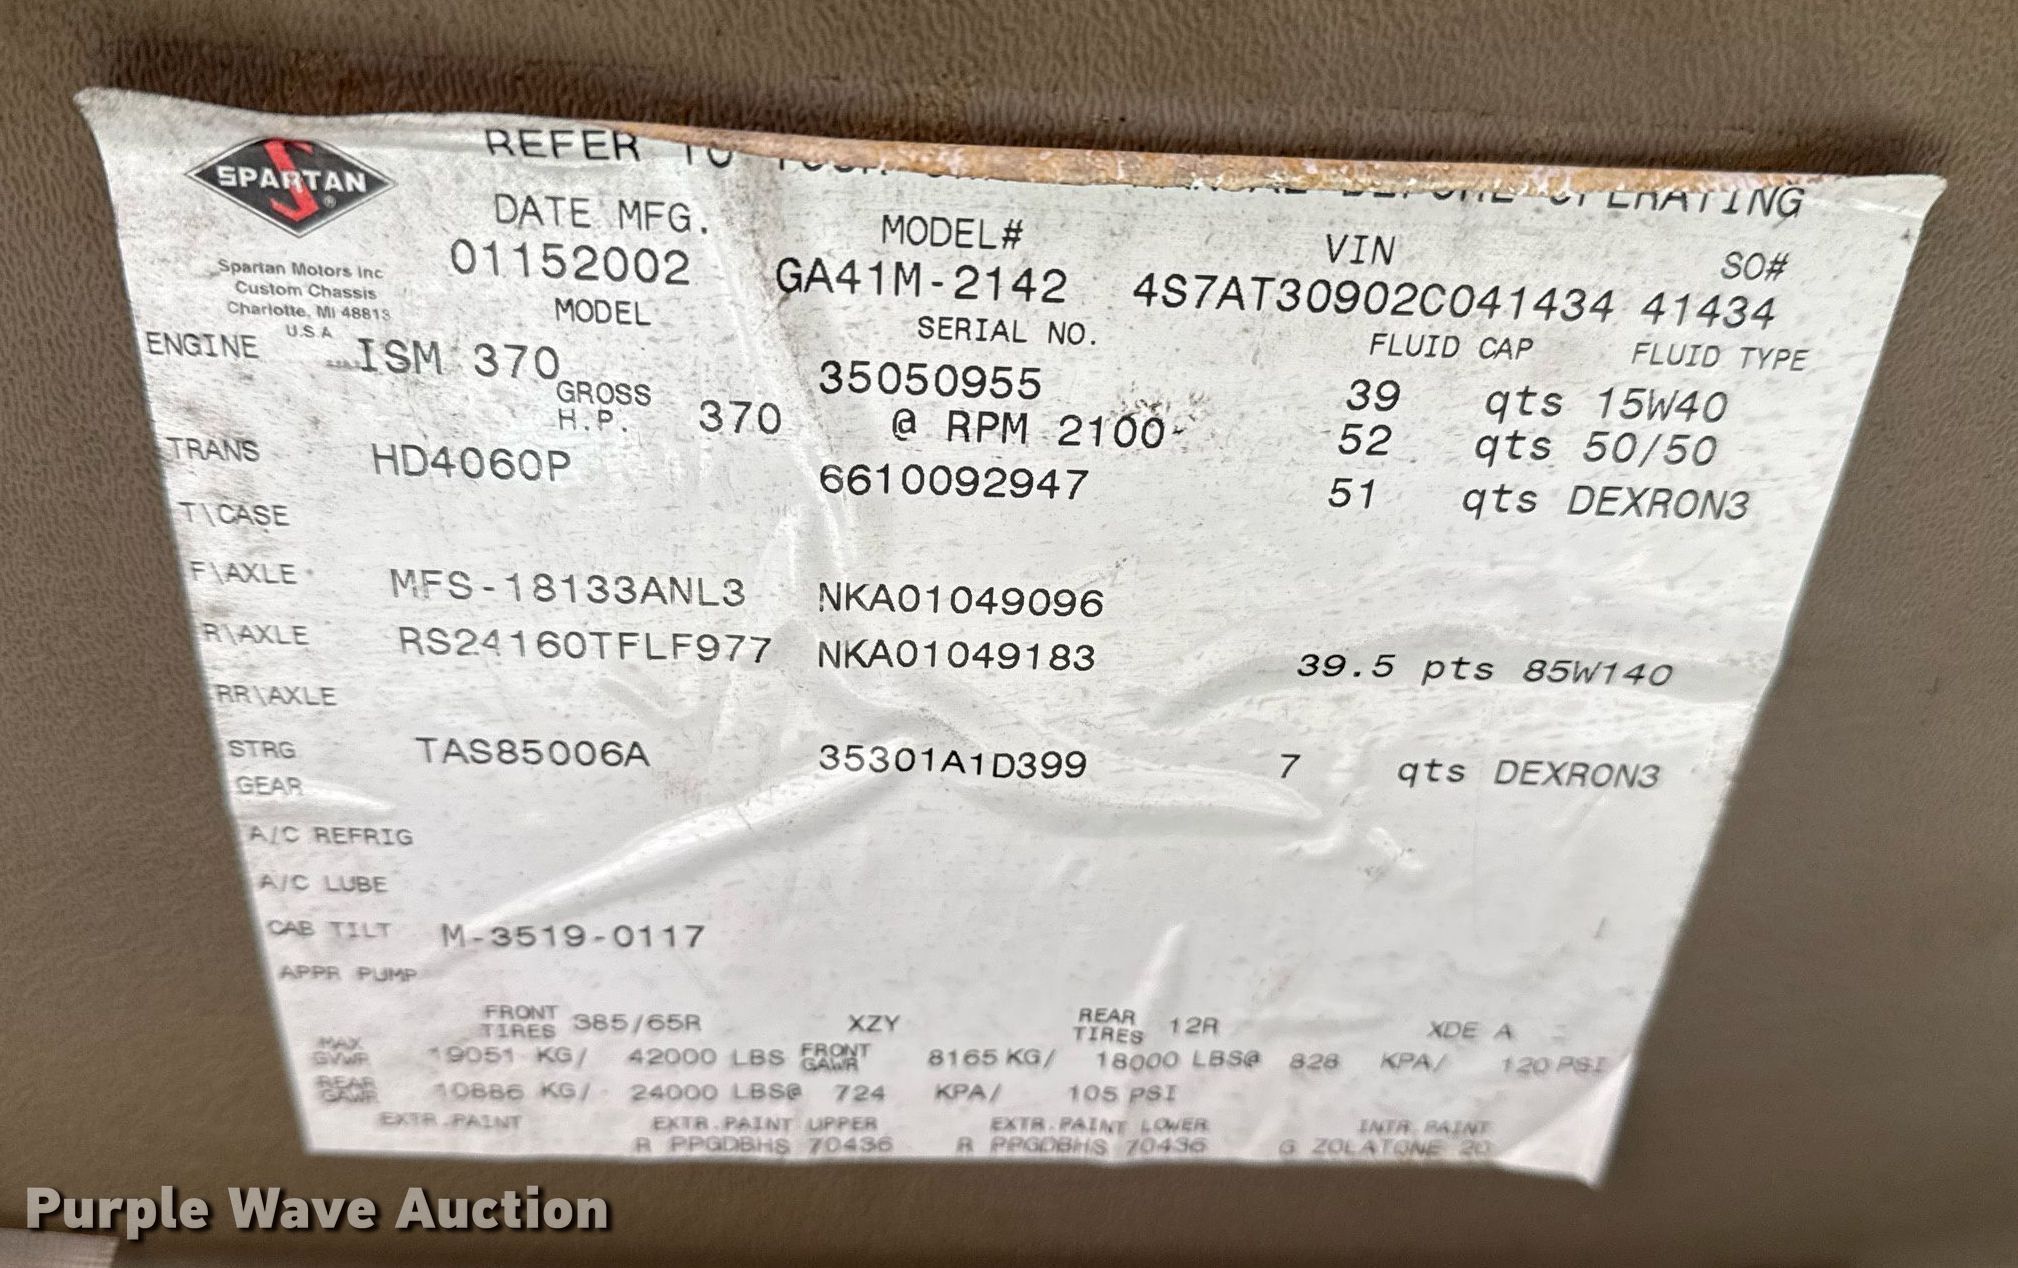 REFER TO YOUR OPERATING
SPARTAN®
Spartan Motors Inc
Custom Chassis
Charlotte, MI 48813
U.S.A
DATE MFG. MODEL# VIN SO#
01152002 GA41M-2142 4S7AT30902C041434 41434
MODEL SERIAL NO. FLUID CAP FLUID TYPE
ENGINE ISM 370 35050955 39 qts 15W40
GROSS H.P. 370 @ RPM 2100 52 qts 50/50
TRANS HD4060P 6610092947 51 qts DEXRON3
T\CASE
F\AXLE MFS-18133ANL3 NKA01049096
R\AXLE RS24160TFLF977 NKA01049183 39.5 pts 85W140
RR\AXLE
STRG GEAR TAS85006A 35301A1D399 7 qts DEXRON3
A/C REFRIG
A/C LUBE
CAB TILT M-3519-0117
APPR PUMP
FRONT TIRES 385/65R XZY REAR TIRES 12R XDE A
MAX GVWR 19051 KG/ 42000 LBS FRONT GAWR 8165 KG/ 18000 LBS@ 828 KPA/ 120 PSI
REAR GAWR 10886 KG/ 24000 LBS@ 724 KPA/ 105 PSI
EXTR.PAINT EXTR.PAINT UPPER EXTR.PAINT LOWER INTR.PAINT
R PPGDBHS 70436 R PPGDBHS 70436 G ZOLATONE 20
Purple Wave Auction